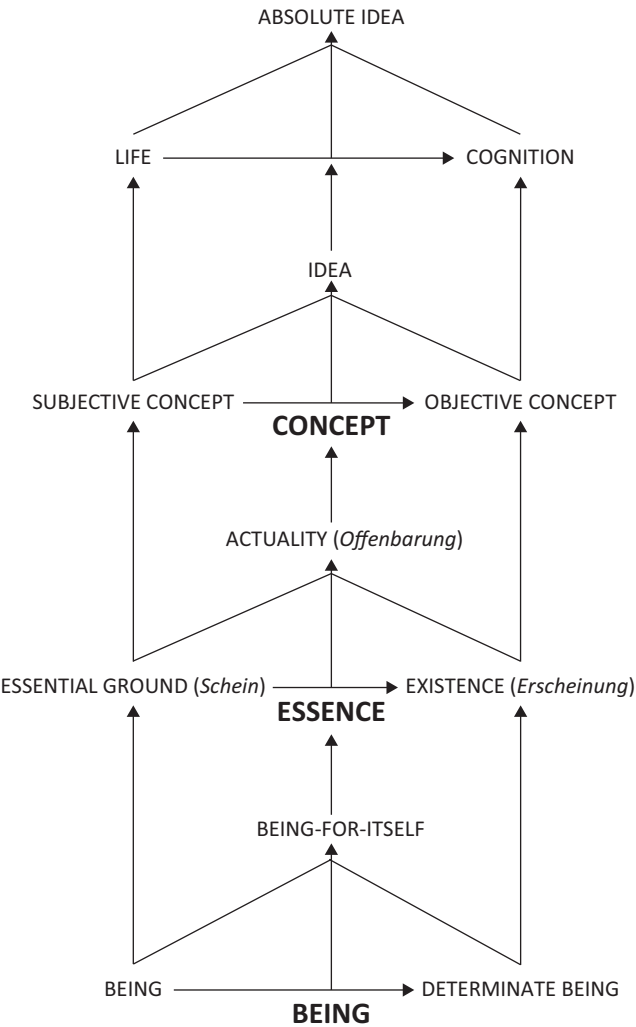 ABSOLUTE IDEA
LIFE
COGNITION
IDEA
SUBJECTIVE CONCEPT
OBJECTIVE CONCEPT
CONCEPT
ACTUALITY (Offenbarung)
ESSENTIAL GROUND (Schein)
EXISTENCE (Erscheinung)
ESSENCE
BEING-FOR-ITSELF
BEING
DETERMINATE BEING
BEING